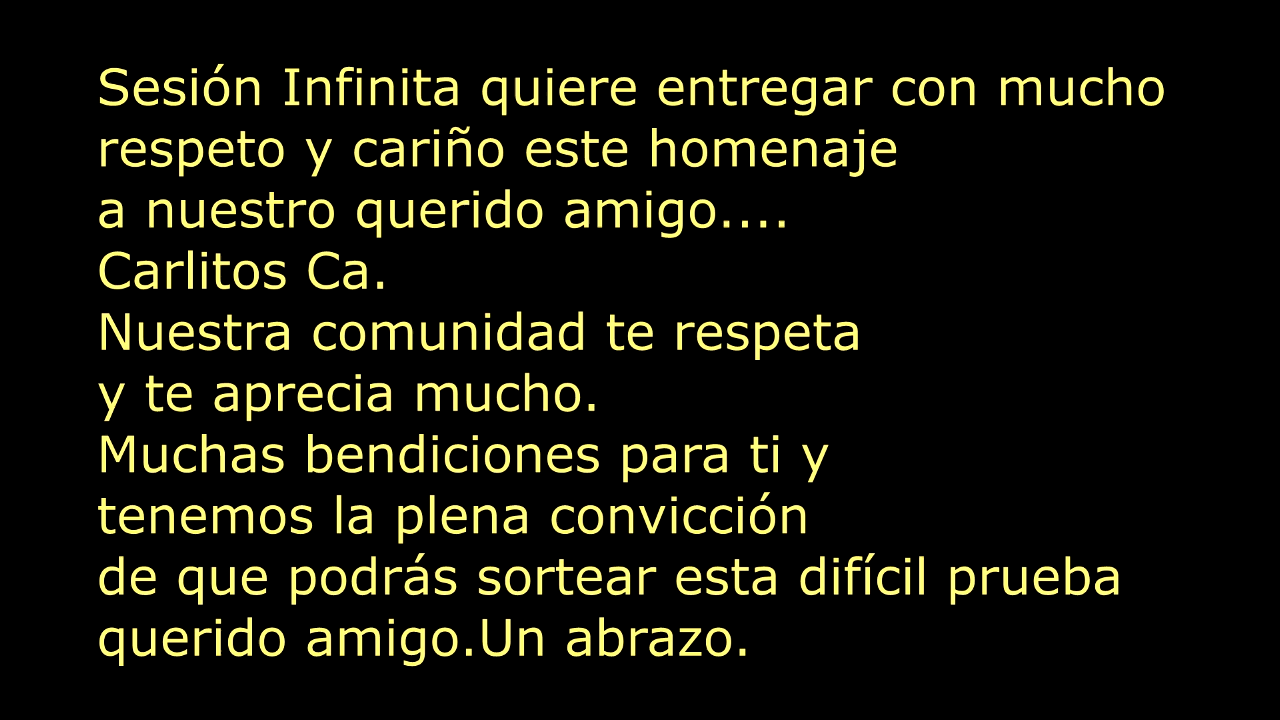 Sesión Infinita quiere entregar con mucho
respeto y cariño este homenaje
a nuestro querido amigo....
Carlitos Ca.
Nuestra comunidad te respeta
y te aprecia mucho.
Muchas bendiciones para ti y
tenemos la plena convicción
de que podrás sortear esta difícil prueba
querido amigo.Un abrazo.